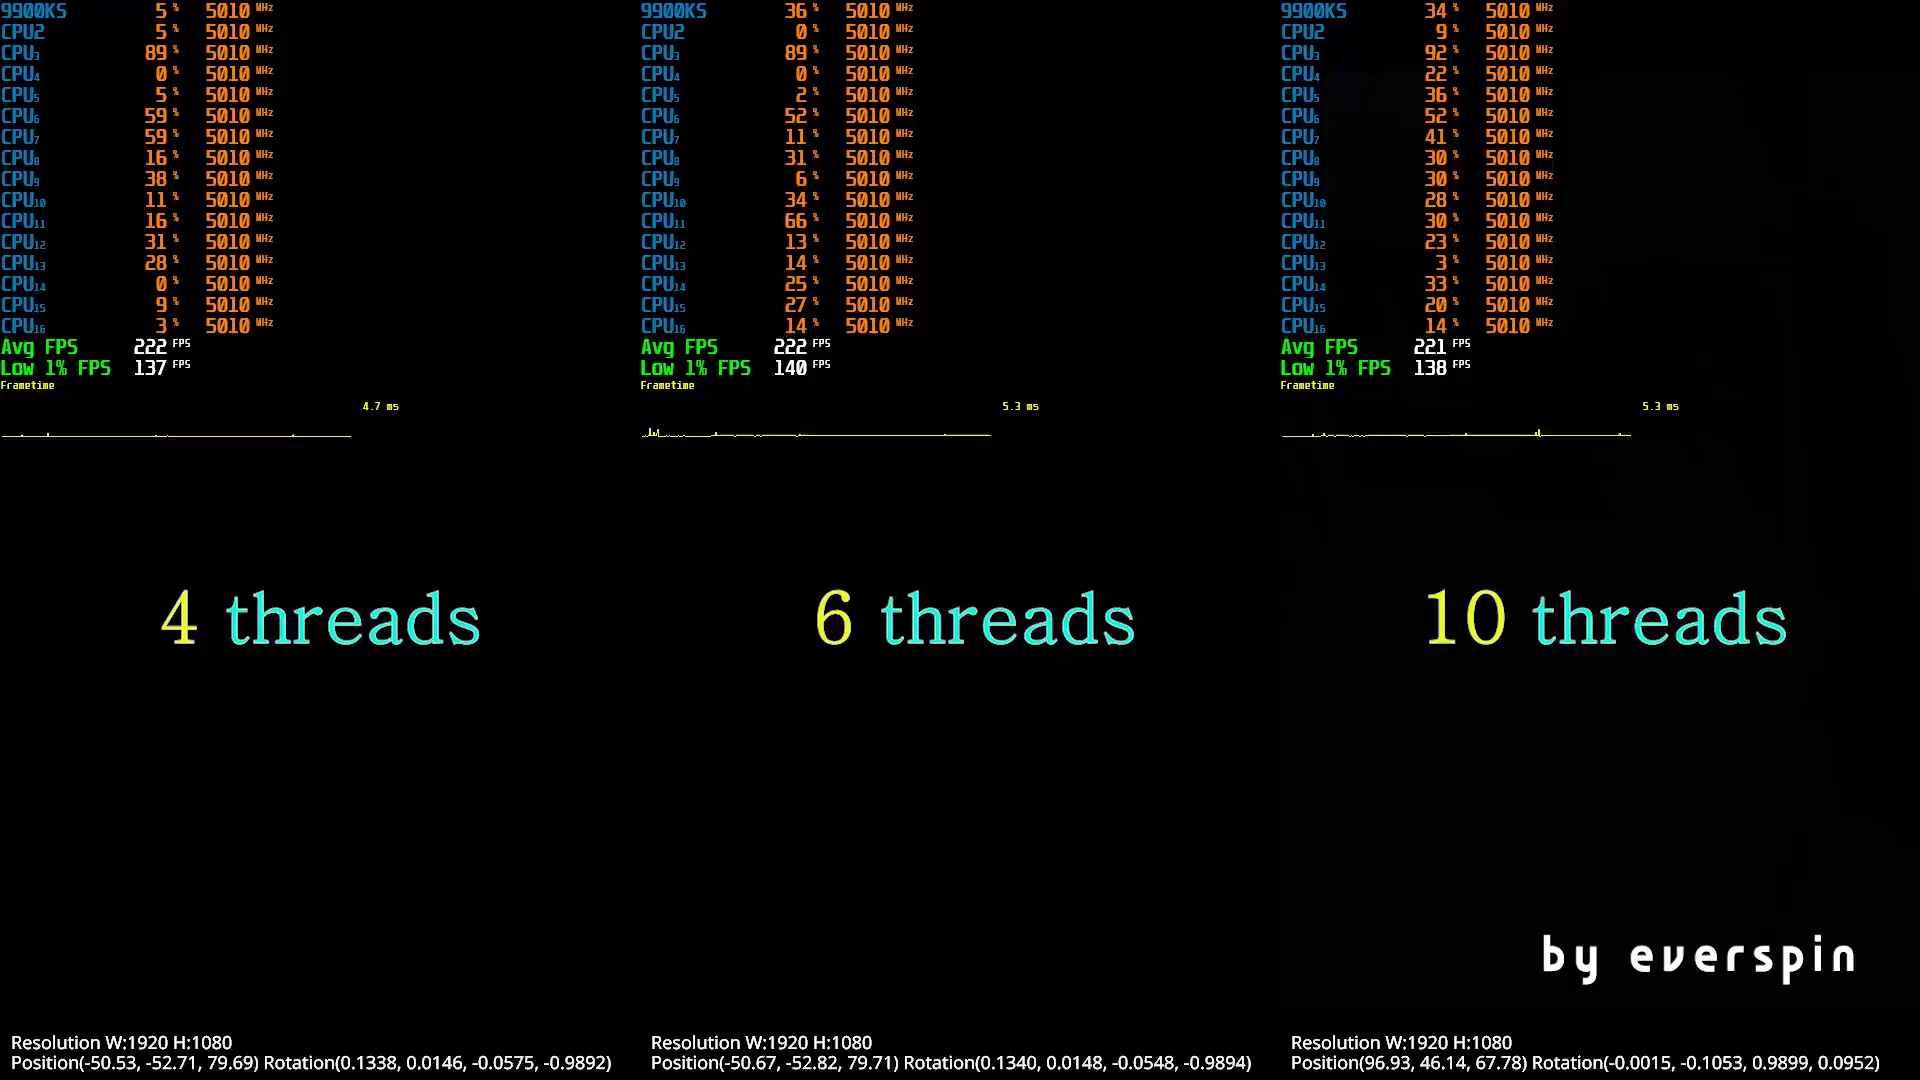 9900KS 5 % 5010 MHz
CPU2 5 % 5010 MHz
CPU3 89 % 5010 MHz
CPU4 0 % 5010 MHz
CPU5 5 % 5010 MHz
CPU6 59 % 5010 MHz
CPU7 59 % 5010 MHz
CPU8 16 % 5010 MHz
CPU9 38 % 5010 MHz
CPU10 11 % 5010 MHz
CPU11 16 % 5010 MHz
CPU12 31 % 5010 MHz
CPU13 28 % 5010 MHz
CPU14 0 % 5010 MHz
CPU15 9 % 5010 MHz
CPU16 3 % 5010 MHz
Avg FPS 222 FPS
Low 1% FPS 137 FPS
Frametime
4.7 ms
4 threads
Resolution W:1920 H:1080
Position(-50.53, -52.71, 79.69) Rotation(0.1338, 0.0146, -0.0575, -0.9892)
9900KS 36 % 5010 MHz
CPU2 0 % 5010 MHz
CPU3 89 % 5010 MHz
CPU4 0 % 5010 MHz
CPU5 2 % 5010 MHz
CPU6 52 % 5010 MHz
CPU7 11 % 5010 MHz
CPU8 31 % 5010 MHz
CPU9 6 % 5010 MHz
CPU10 34 % 5010 MHz
CPU11 66 % 5010 MHz
CPU12 13 % 5010 MHz
CPU13 14 % 5010 MHz
CPU14 25 % 5010 MHz
CPU15 27 % 5010 MHz
CPU16 14 % 5010 MHz
Avg FPS 222 FPS
Low 1% FPS 140 FPS
Frametime
5.3 ms
6 threads
Resolution W:1920 H:1080
Position(-50.67, -52.82, 79.71) Rotation(0.1340, 0.0148, -0.0548, -0.9894)
9900KS 34 % 5010 MHz
CPU2 9 % 5010 MHz
CPU3 92 % 5010 MHz
CPU4 22 % 5010 MHz
CPU5 36 % 5010 MHz
CPU6 52 % 5010 MHz
CPU7 41 % 5010 MHz
CPU8 30 % 5010 MHz
CPU9 30 % 5010 MHz
CPU10 28 % 5010 MHz
CPU11 30 % 5010 MHz
CPU12 23 % 5010 MHz
CPU13 3 % 5010 MHz
CPU14 33 % 5010 MHz
CPU15 20 % 5010 MHz
CPU16 14 % 5010 MHz
Avg FPS 221 FPS
Low 1% FPS 138 FPS
Frametime
5.3 ms
10 threads
by everspin
Resolution W:1920 H:1080
Position(96.93, 46.14, 67.78) Rotation(-0.0015, -0.1053, 0.9899, 0.0952)